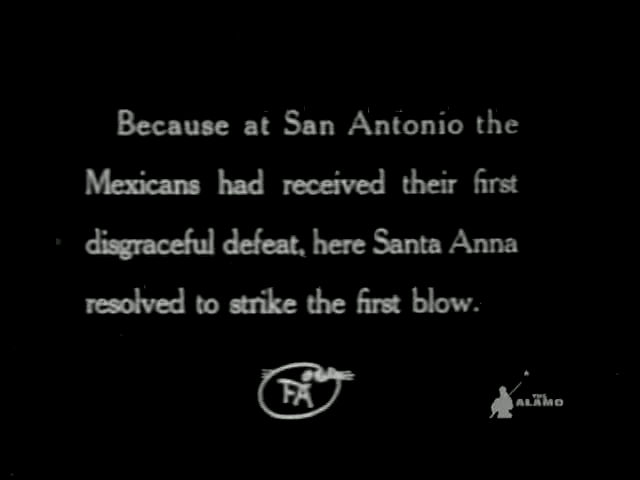 Because at San Antonio the
Mexicans had received their first
disgraceful defeat, here Santa Anna
resolved to strike the first blow.
FA
THE
ALAMO